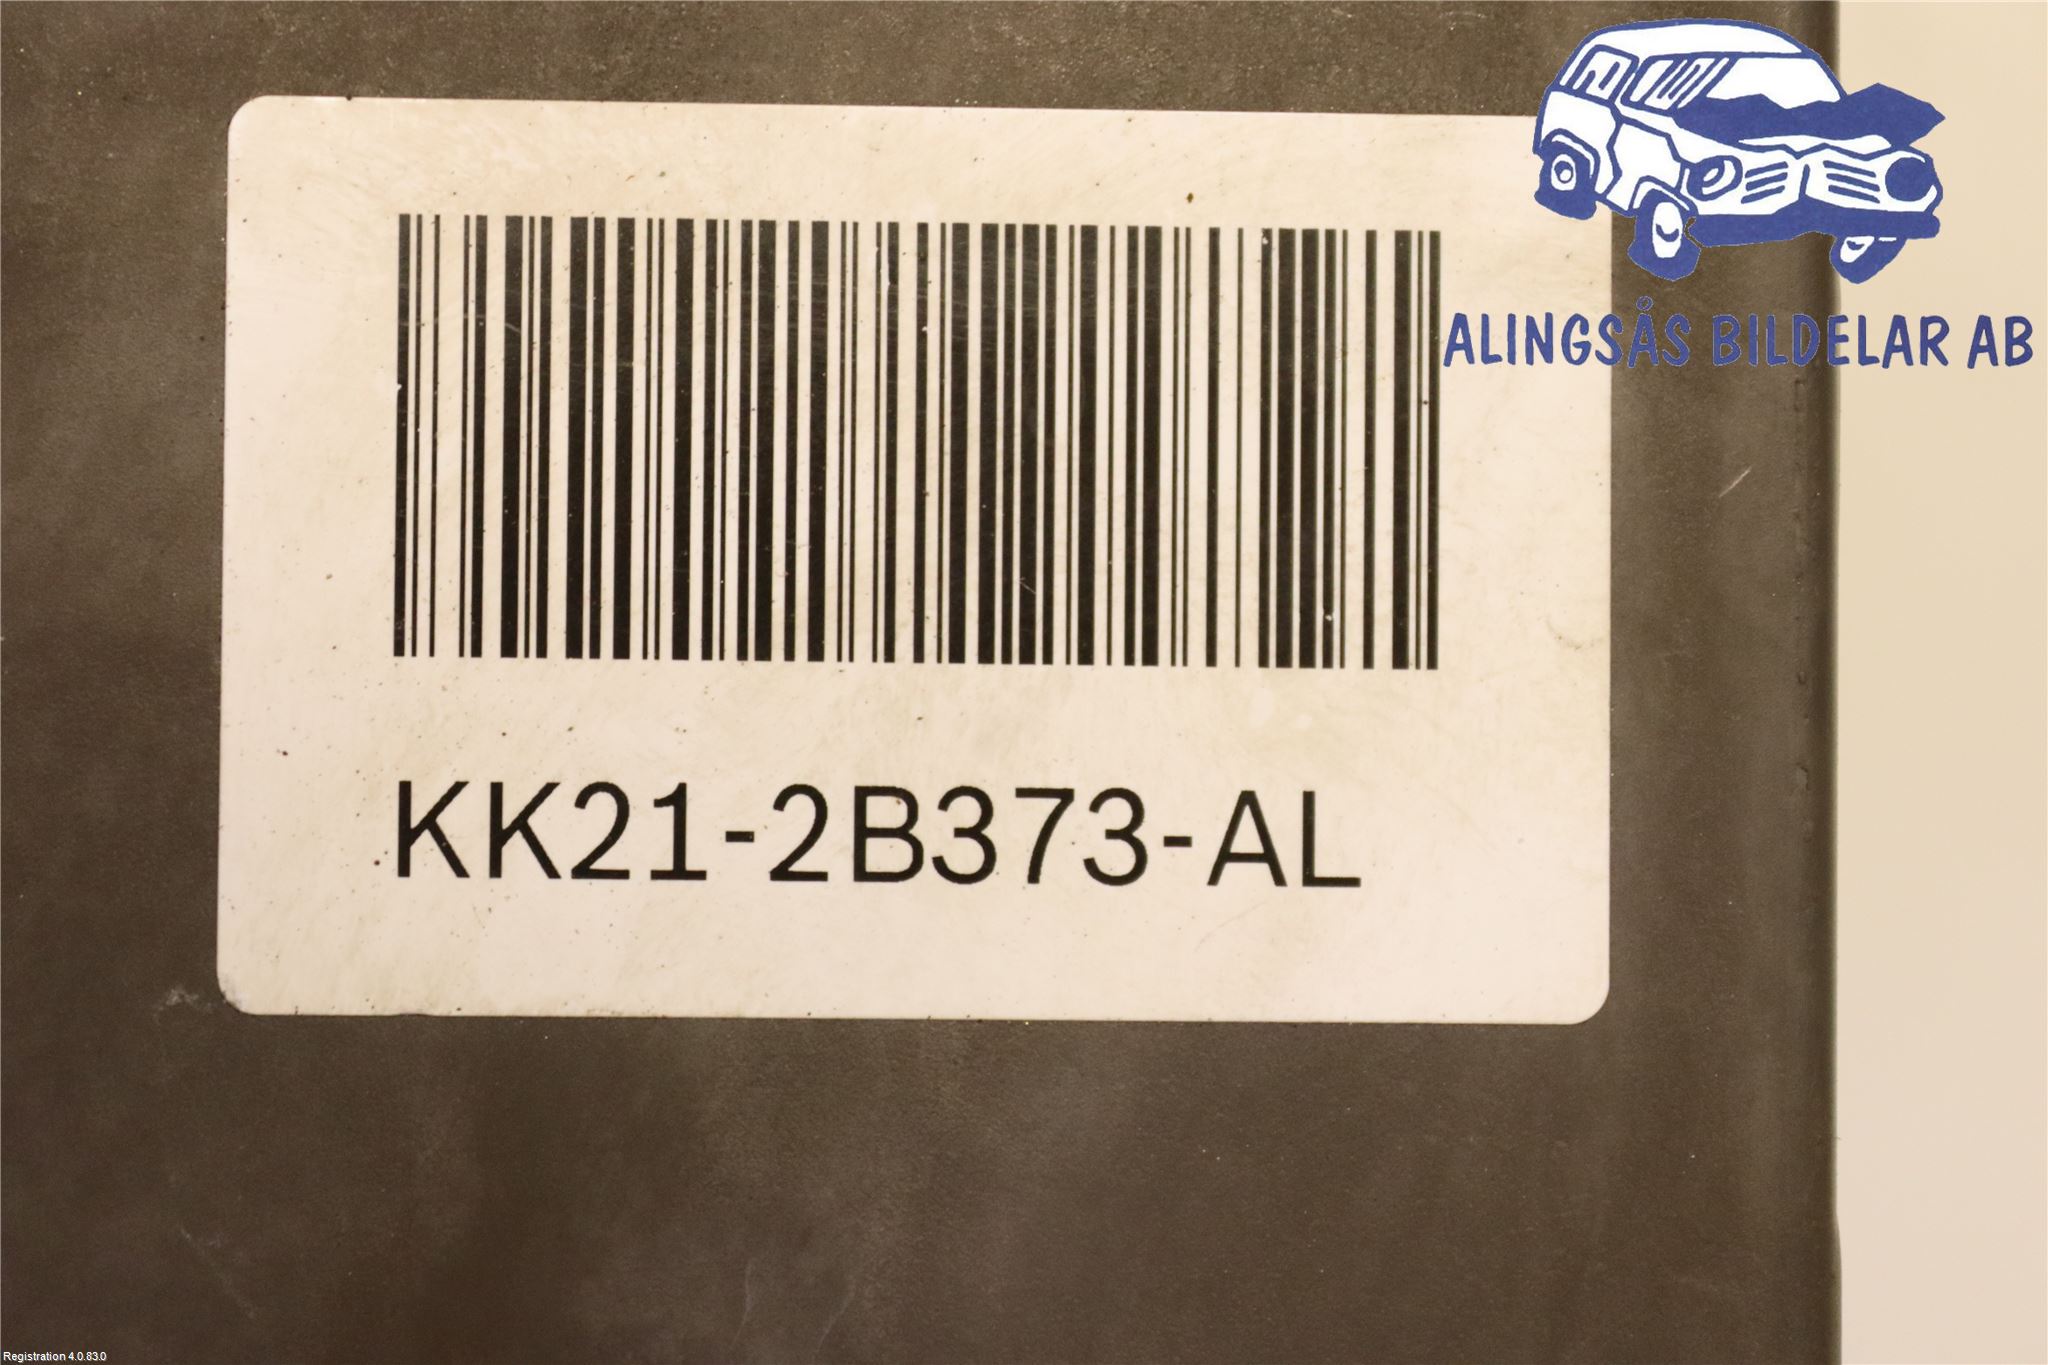 ALINGSÅS BILDELAR AB
KK21-2B373-AL
Registration 4.0.83.0